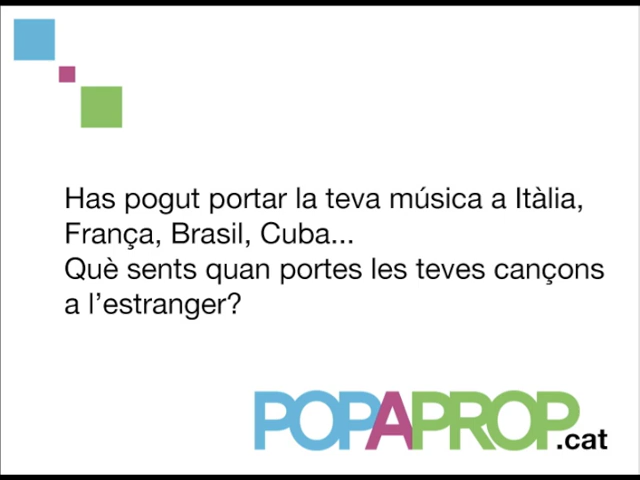 Has pogut portar la teva música a Itàlia,
França, Brasil, Cuba...
Què sents quan portes les teves cançons
a l’estranger?
POPAPROP.cat